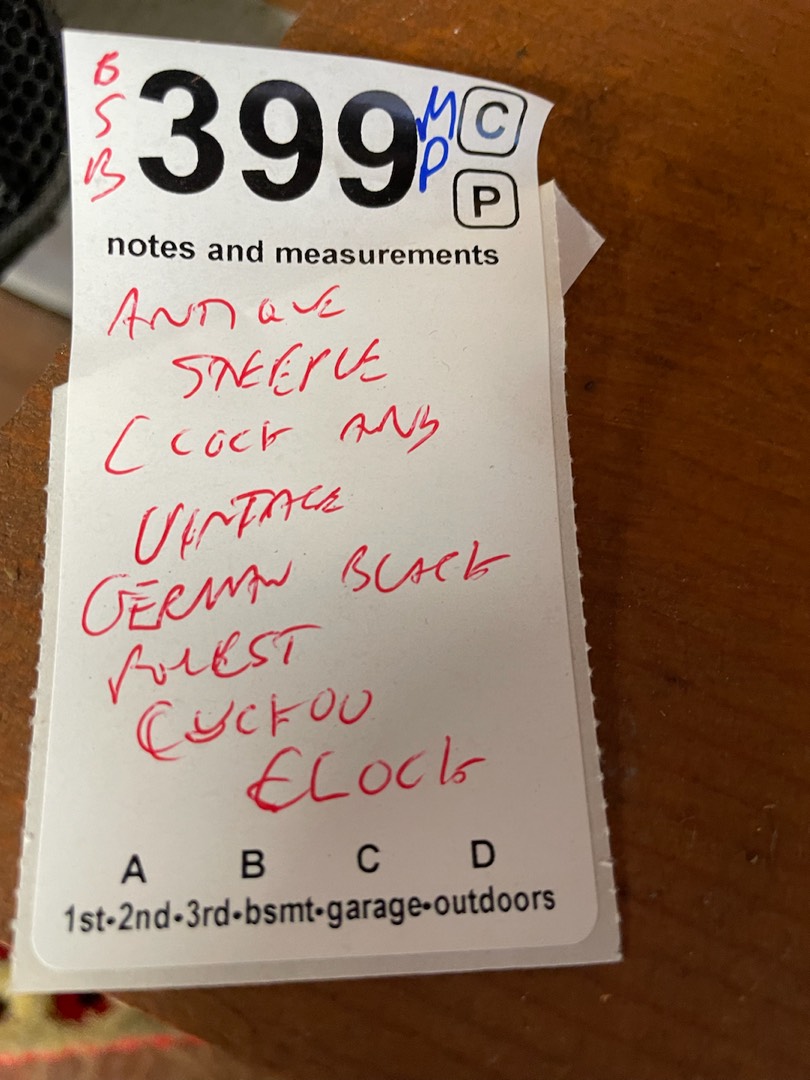 6
S
B
399
M
P
C
P
notes and measurements
ANTIQUE
STEEPLE
CLOCK AND
VINTAGE
GERMAN BLACK
FOREST
CUCKOO
CLOCK
A B C D
1st•2nd•3rd•bsmt•garage•outdoors